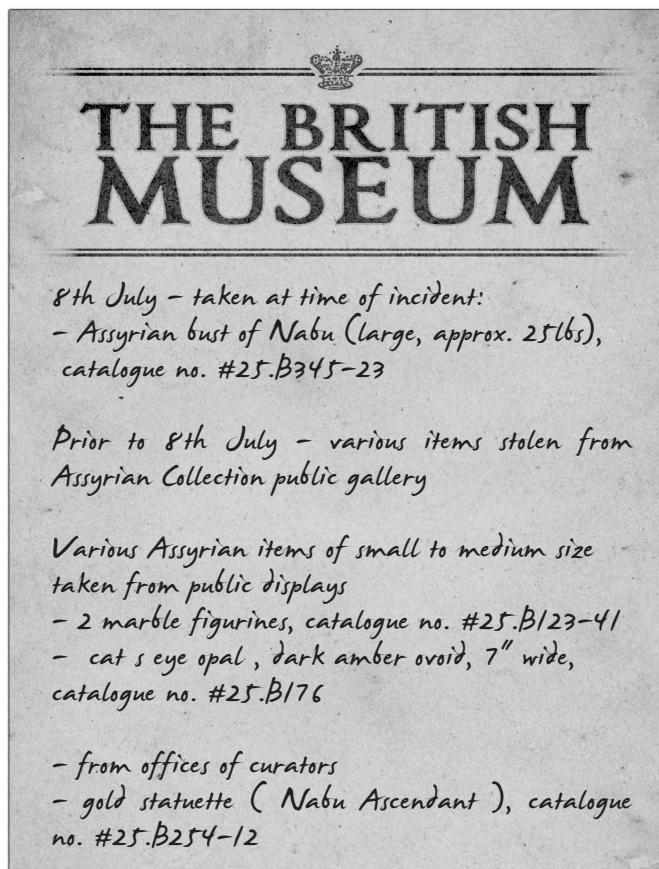 THE BRITISH
MUSEUM
8th July – taken at time of incident:
– Assyrian bust of Nabu (large, approx. 25lbs),
catalogue no. #25.B345-23
Prior to 8th July – various items stolen from
Assyrian Collection public gallery
Various Assyrian items of small to medium size
taken from public displays
– 2 marble figurines, catalogue no. #25.B123-41
– cat s eye opal , dark amber ovoid, 7" wide,
catalogue no. #25.B176
– from offices of curators
– gold statuette ( Nabu Ascendant ), catalogue
no. #25.B254-12